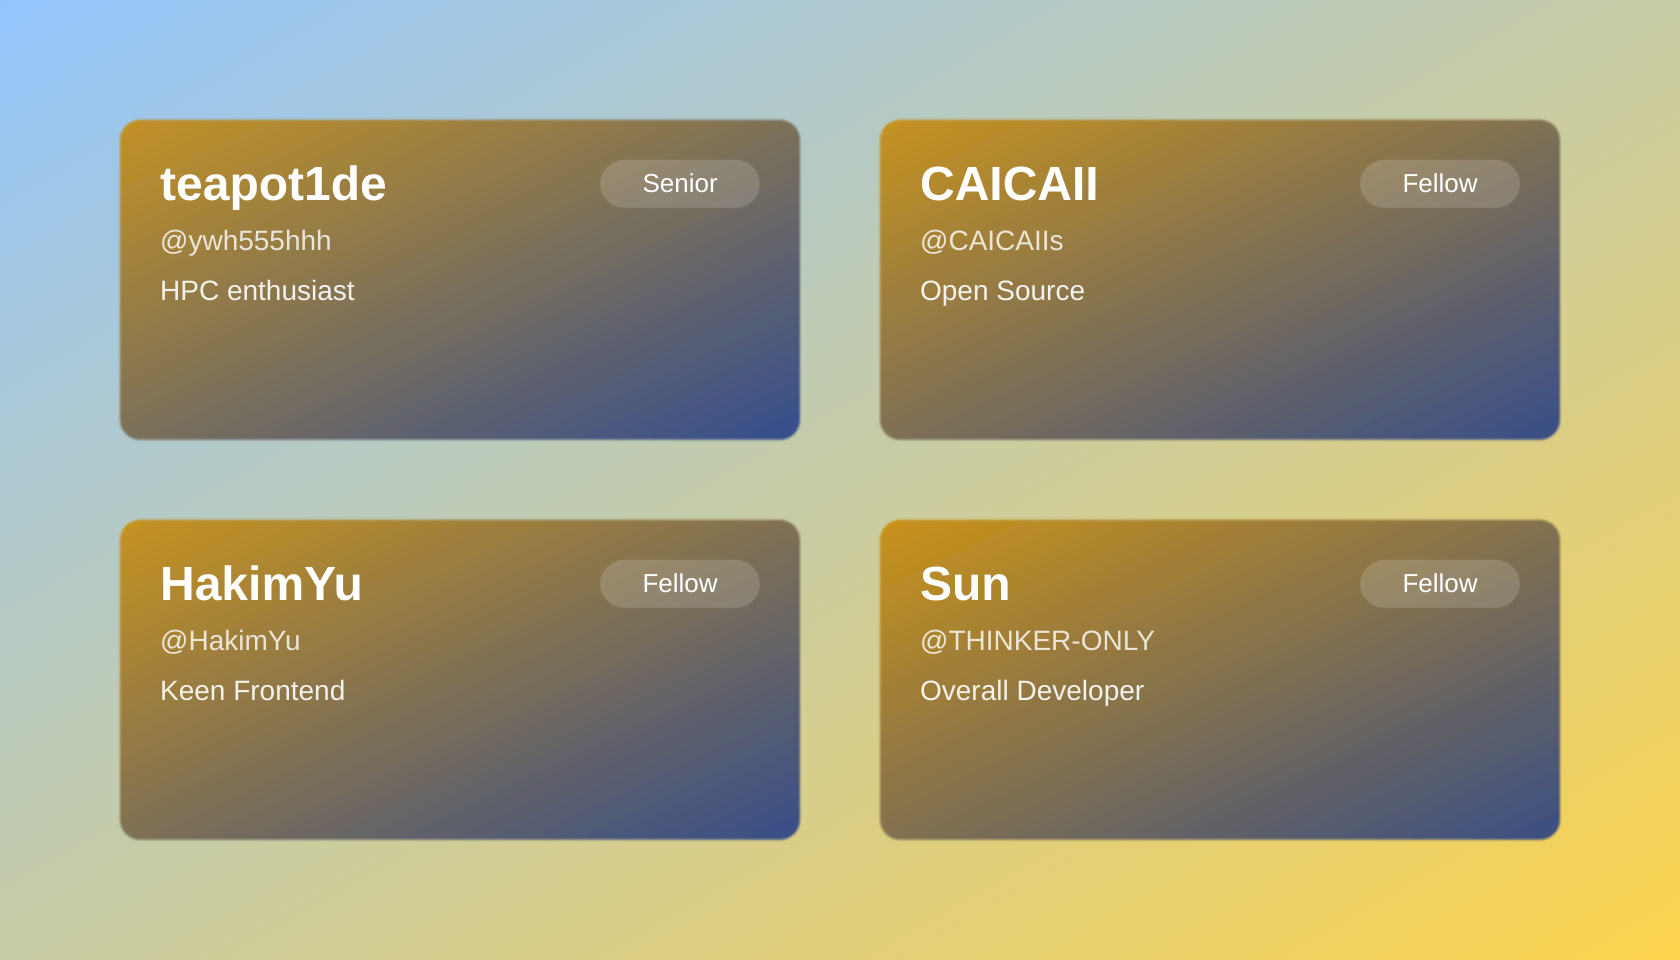 teapot1de
Senior
@ywh555hhh
HPC enthusiast
CAICAII
Fellow
@CAICAIIs
Open Source
HakimYu
Fellow
@HakimYu
Keen Frontend
Sun
Fellow
@THINKER-ONLY
Overall Developer